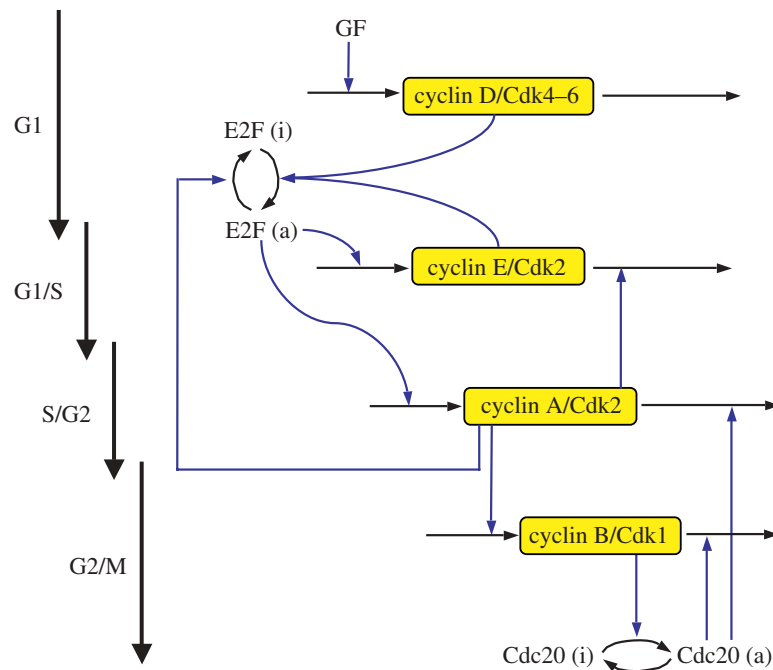 GF
cyclin D/Cdk4–6
G1
E2F (i)
E2F (a)
cyclin E/Cdk2
G1/S
cyclin A/Cdk2
S/G2
cyclin B/Cdk1
G2/M
Cdc20 (i)
Cdc20 (a)